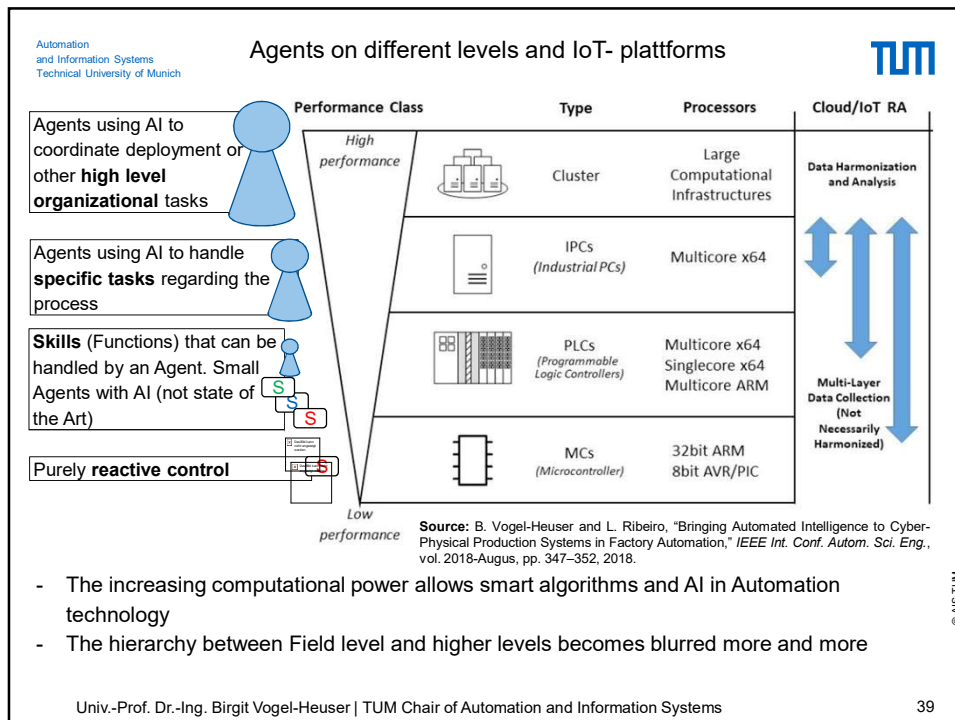 Automation
and Information Systems
Technical University of Munich
Agents on different levels and IoT- plattforms
TUM
Agents using AI to
coordinate deployment or
other high level
organizational tasks
Agents using AI to handle
specific tasks regarding the
process
Skills (Functions) that can be
handled by an Agent. Small
Agents with AI (not state of
the Art)
S
S
S
Purely reactive control
S
Performance Class
Type
Processors
Cloud/IoT RA
High
performance
Cluster
Large
Computational
Infrastructures
Data Harmonization
and Analysis
IPCs
(Industrial PCs)
Multicore x64
PLCs
(Programmable
Logic Controllers)
Multicore x64
Singlecore x64
Multicore ARM
Multi-Layer
Data Collection
(Not
Necessarily
Harmonized)
MCs
(Microcontroller)
32bit ARM
8bit AVR/PIC
Low
performance
Source: B. Vogel-Heuser and L. Ribeiro, “Bringing Automated Intelligence to Cyber-
Physical Production Systems in Factory Automation,” IEEE Int. Conf. Autom. Sci. Eng.,
vol. 2018-Augus, pp. 347–352, 2018.
- The increasing computational power allows smart algorithms and AI in Automation
technology
- The hierarchy between Field level and higher levels becomes blurred more and more
© AIS TUM
Univ.-Prof. Dr.-Ing. Birgit Vogel-Heuser | TUM Chair of Automation and Information Systems
39